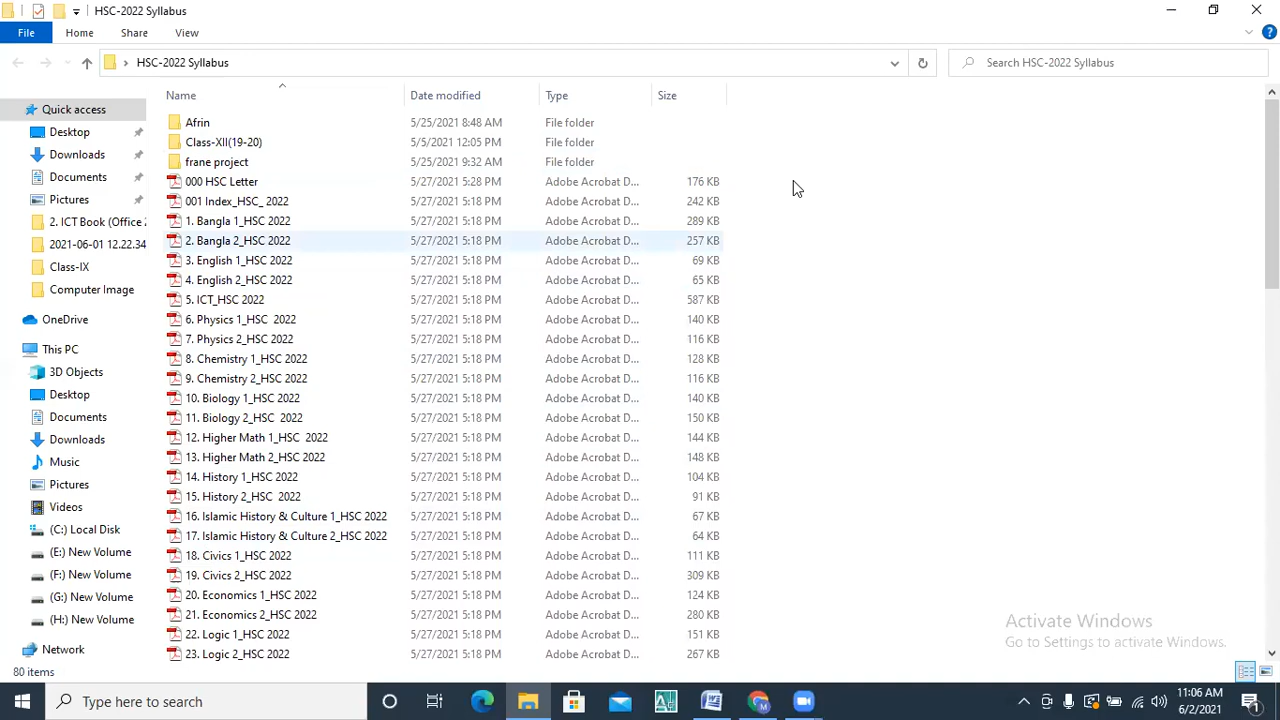 HSC-2022 Syllabus
File Home Share View
HSC-2022 Syllabus
Search HSC-2022 Syllabus
Name Date modified Type Size
Quick access
Desktop
Downloads
Documents
Pictures
2. ICT Book (Office 2
2021-06-01 12.22.34
Class-IX
Computer Image
OneDrive
This PC
3D Objects
Desktop
Documents
Downloads
Music
Pictures
Videos
(C:) Local Disk
(E:) New Volume
(F:) New Volume
(G:) New Volume
(H:) New Volume
Network
Afrin 5/25/2021 8:48 AM File folder
Class-XII(19-20) 5/5/2021 12:05 PM File folder
frane project 5/25/2021 9:32 AM File folder
000 HSC Letter 5/27/2021 5:28 PM Adobe Acrobat D... 176 KB
001 Index_HSC_ 2022 5/27/2021 5:18 PM Adobe Acrobat D... 242 KB
1. Bangla 1_HSC 2022 5/27/2021 5:18 PM Adobe Acrobat D... 289 KB
2. Bangla 2_HSC 2022 5/27/2021 5:18 PM Adobe Acrobat D... 257 KB
3. English 1_HSC 2022 5/27/2021 5:18 PM Adobe Acrobat D... 69 KB
4. English 2_HSC 2022 5/27/2021 5:18 PM Adobe Acrobat D... 65 KB
5. ICT_HSC 2022 5/27/2021 5:18 PM Adobe Acrobat D... 587 KB
6. Physics 1_HSC  2022 5/27/2021 5:18 PM Adobe Acrobat D... 140 KB
7. Physics 2_HSC 2022 5/27/2021 5:18 PM Adobe Acrobat D... 116 KB
8. Chemistry 1_HSC 2022 5/27/2021 5:18 PM Adobe Acrobat D... 128 KB
9. Chemistry 2_HSC 2022 5/27/2021 5:18 PM Adobe Acrobat D... 116 KB
10. Biology 1_HSC 2022 5/27/2021 5:18 PM Adobe Acrobat D... 140 KB
11. Biology 2_HSC  2022 5/27/2021 5:18 PM Adobe Acrobat D... 150 KB
12. Higher Math 1_HSC  2022 5/27/2021 5:18 PM Adobe Acrobat D... 144 KB
13. Higher Math 2_HSC 2022 5/27/2021 5:18 PM Adobe Acrobat D... 148 KB
14. History 1_HSC 2022 5/27/2021 5:18 PM Adobe Acrobat D... 104 KB
15. History 2_HSC  2022 5/27/2021 5:18 PM Adobe Acrobat D... 91 KB
16. Islamic History & Culture 1_HSC 2022 5/27/2021 5:18 PM Adobe Acrobat D... 67 KB
17. Islamic History & Culture 2_HSC 2022 5/27/2021 5:18 PM Adobe Acrobat D... 64 KB
18. Civics 1_HSC 2022 5/27/2021 5:18 PM Adobe Acrobat D... 111 KB
19. Civics 2_HSC 2022 5/27/2021 5:18 PM Adobe Acrobat D... 309 KB
20. Economics 1_HSC 2022 5/27/2021 5:18 PM Adobe Acrobat D... 124 KB
21. Economics 2_HSC 2022 5/27/2021 5:18 PM Adobe Acrobat D... 280 KB
22. Logic 1_HSC 2022 5/27/2021 5:18 PM Adobe Acrobat D... 151 KB
23. Logic 2_HSC 2022 5/27/2021 5:18 PM Adobe Acrobat D... 267 KB
Activate Windows
Go to Settings to activate Windows.
80 items
Type here to search
11:06 AM
6/2/2021